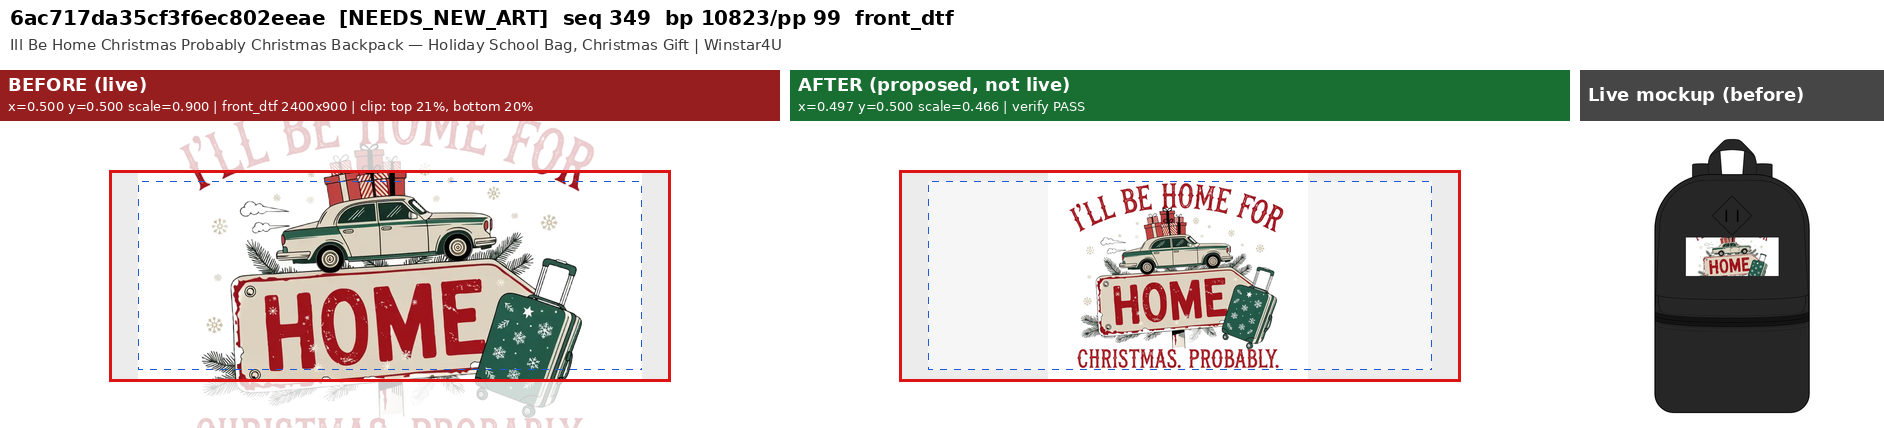 6ac717da35cf3f6ec802eeae [NEEDS_NEW_ART] seq 349 bp 10823/pp 99 front_dtf
Ill Be Home Christmas Probably Christmas Backpack — Holiday School Bag, Christmas Gift | Winstar4U
BEFORE (live)
x=0.500 y=0.500 scale=0.900 | front_dtf 2400x900 | clip: top 21%, bottom 20%
I'LL BE HOME FOR
HOME
CHRISTMAS. PROBABLY.
AFTER (proposed, not live)
x=0.497 y=0.500 scale=0.466 | verify PASS
I'LL BE HOME FOR
HOME
CHRISTMAS. PROBABLY.
Live mockup (before)
HOME